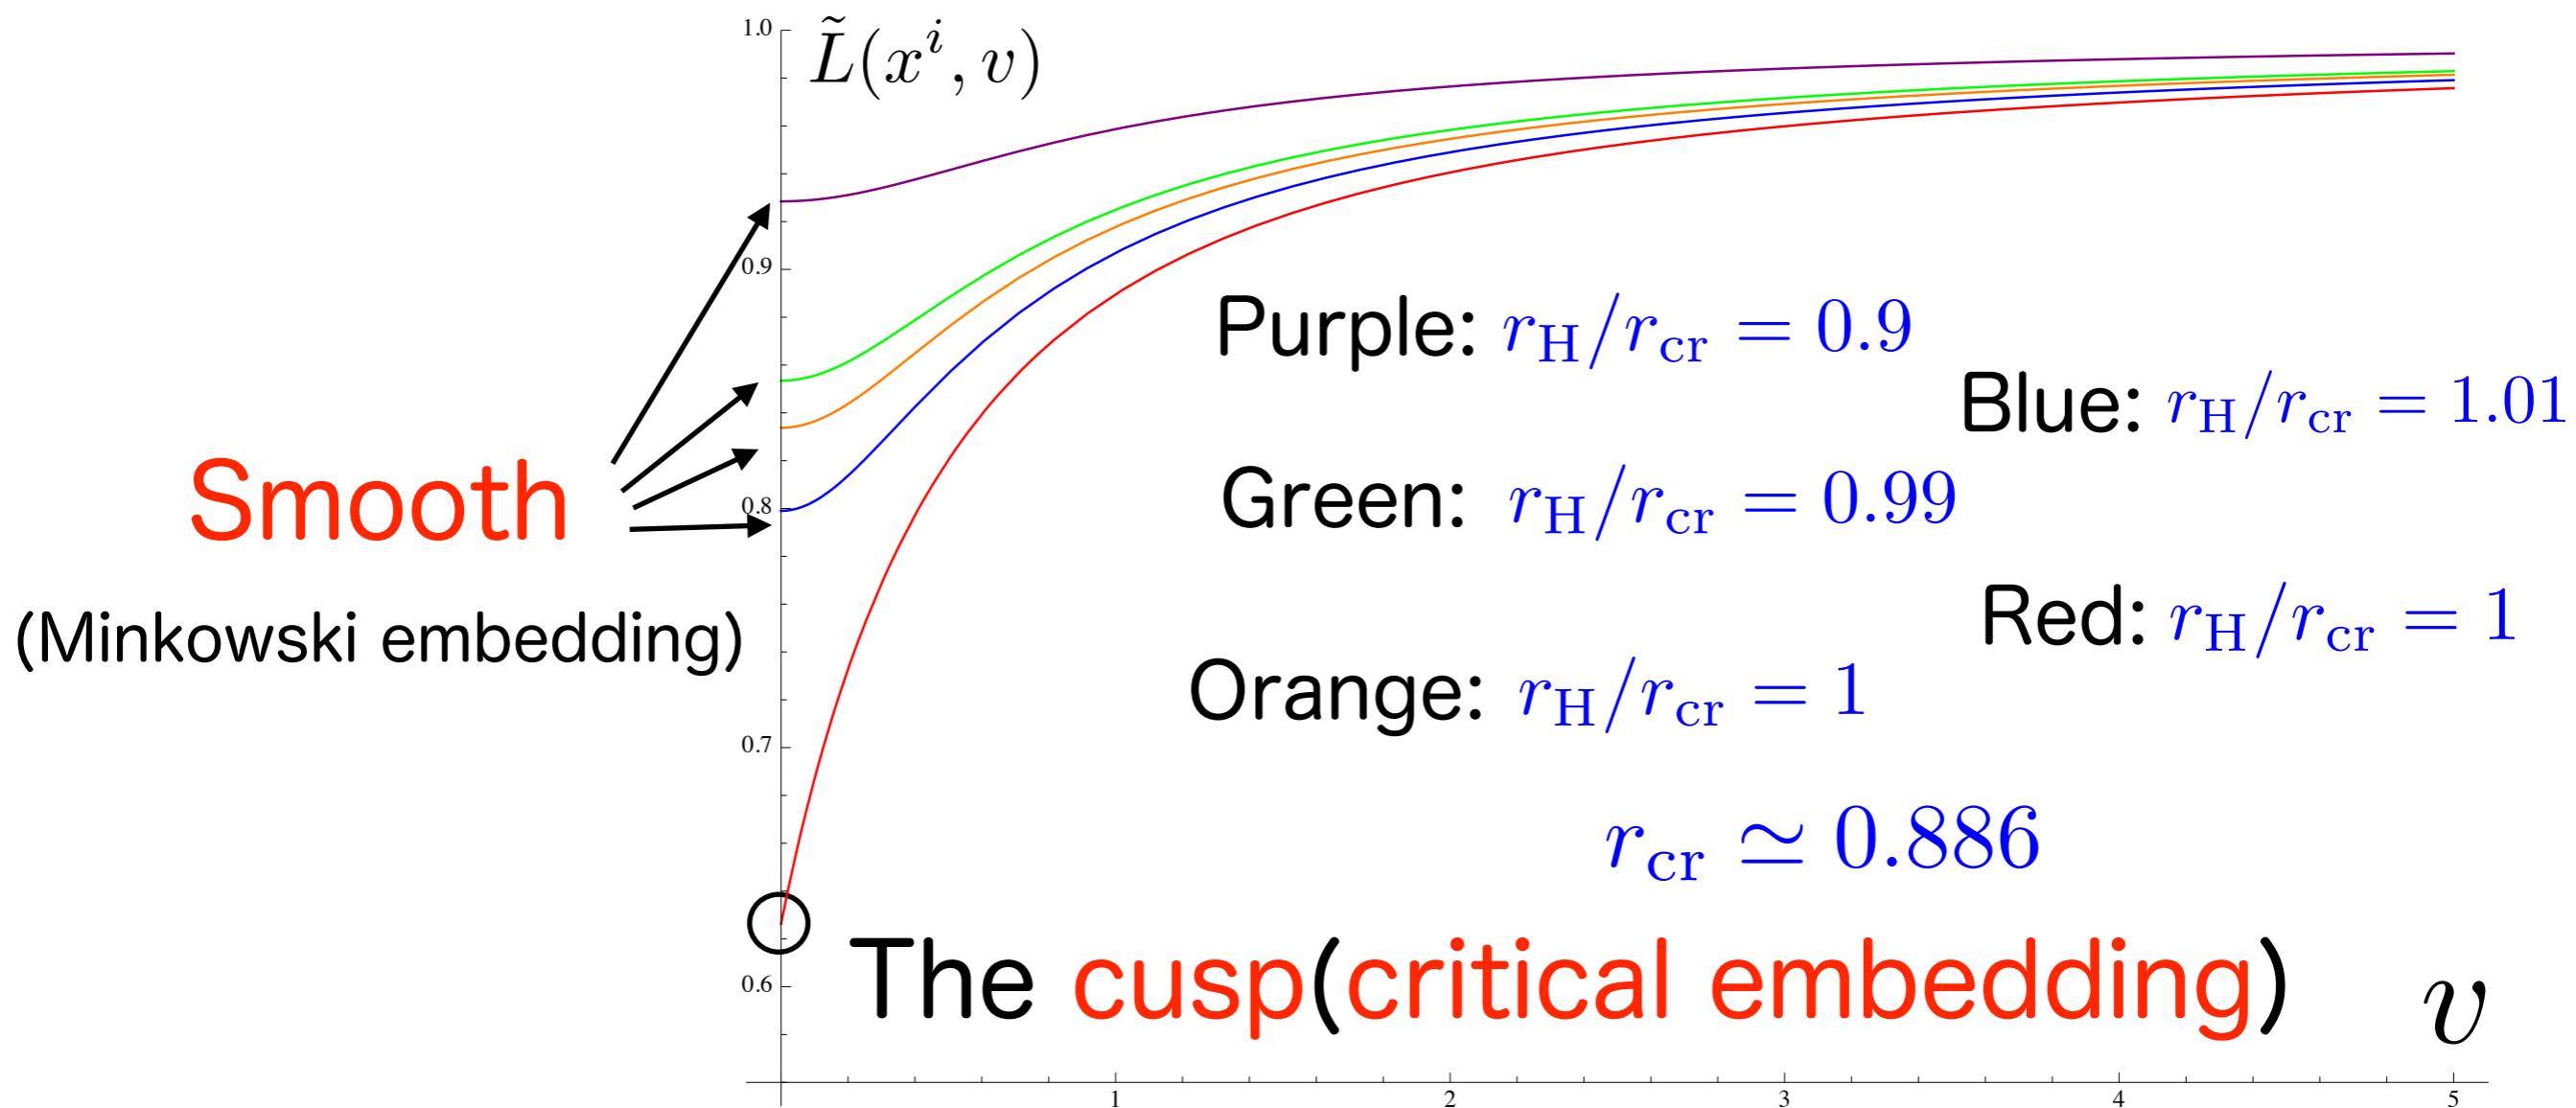 1.0
L̃(xⁱ, v)
0.9
Purple: r_H/r_cr = 0.9
Blue: r_H/r_cr = 1.01
Smooth
0.8
Green: r_H/r_cr = 0.99
(Minkowski embedding)
Red: r_H/r_cr = 1
Orange: r_H/r_cr = 1
0.7
r_cr ≃ 0.886
0.6
The cusp(critical embedding)
v
1 2 3 4 5